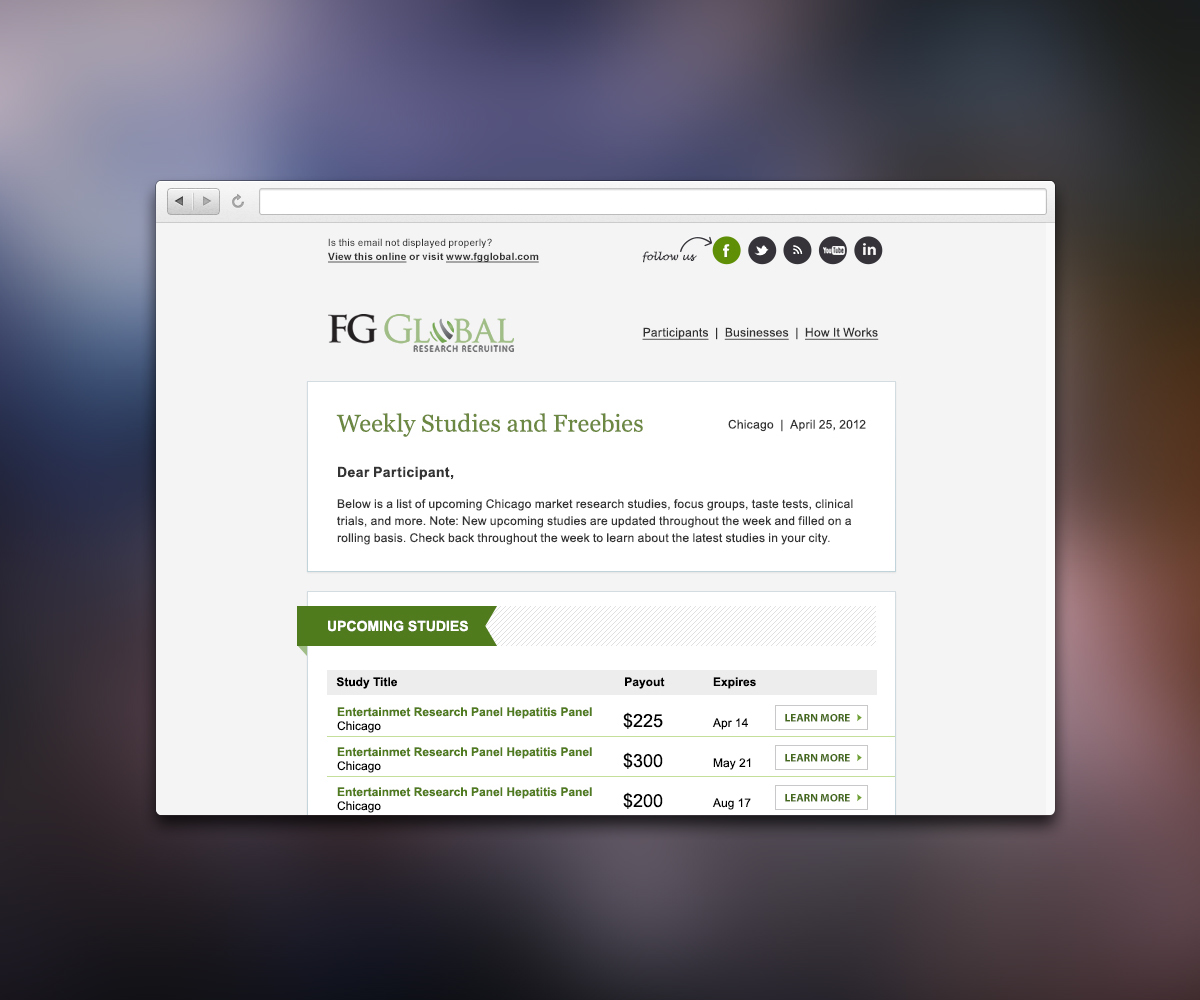 Is this email not displayed properly?
View this online or visit www.fgglobal.com
follow us
f
You Tube
in
FG GLOBAL
RESEARCH RECRUITING
Participants | Businesses | How It Works
Weekly Studies and Freebies
Chicago | April 25, 2012
Dear Participant,
Below is a list of upcoming Chicago market research studies, focus groups, taste tests, clinical
trials, and more. Note: New upcoming studies are updated throughout the week and filled on a
rolling basis. Check back throughout the week to learn about the latest studies in your city.
UPCOMING STUDIES
Study Title Payout Expires
Entertainmet Research Panel Hepatitis Panel
Chicago
$225 Apr 14 LEARN MORE
Entertainmet Research Panel Hepatitis Panel
Chicago
$300 May 21 LEARN MORE
Entertainmet Research Panel Hepatitis Panel
Chicago
$200 Aug 17 LEARN MORE